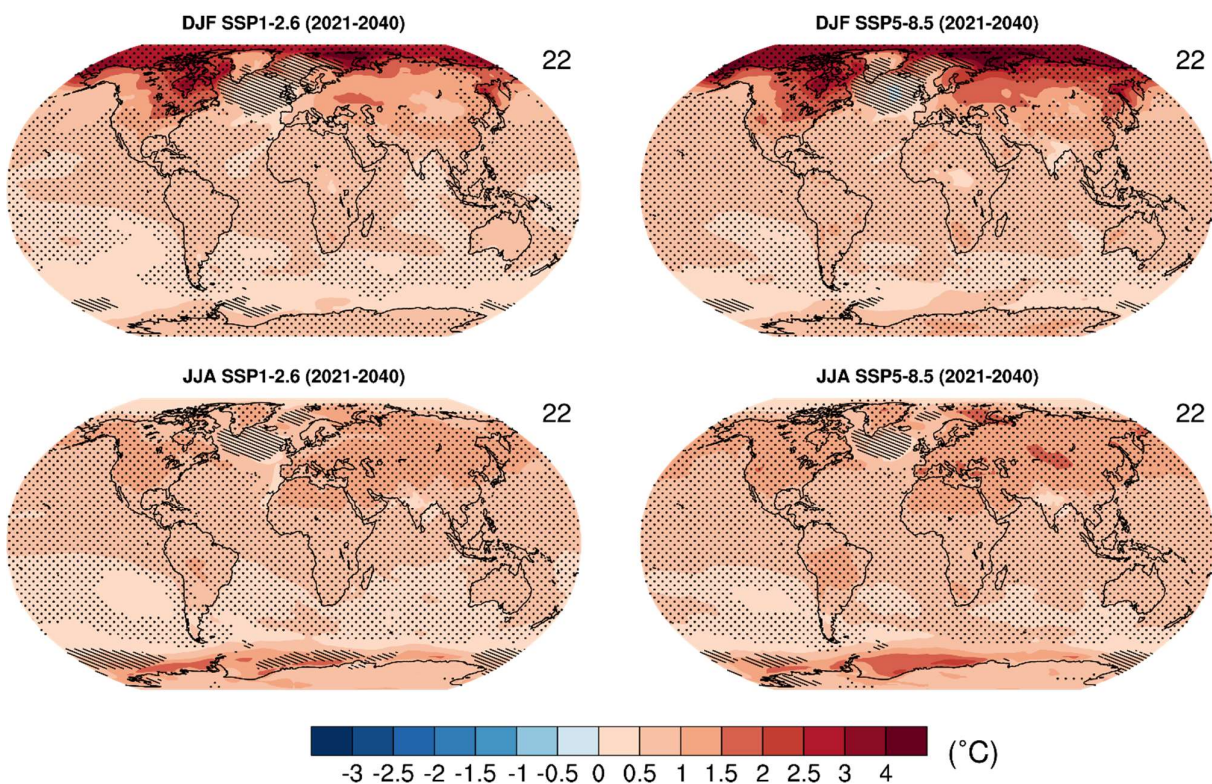 DJF SSP1-2.6 (2021-2040)
DJF SSP5-8.5 (2021-2040)
22
22
JJA SSP1-2.6 (2021-2040)
JJA SSP5-8.5 (2021-2040)
22
22
-3 -2.5 -2 -1.5 -1 -0.5 0 0.5 1 1.5 2 2.5 3 4 (°C)